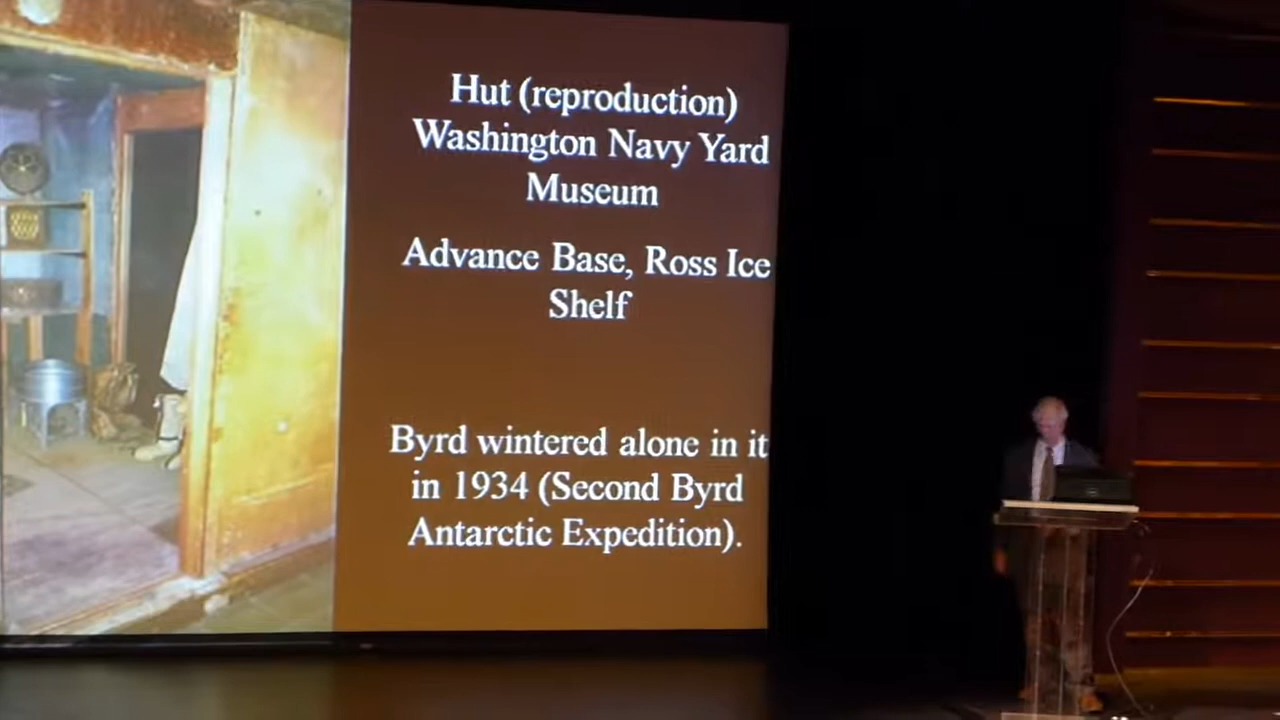 Hut (reproduction)
Washington Navy Yard
Museum
Advance Base, Ross Ice
Shelf
Byrd wintered alone in it
in 1934 (Second Byrd
Antarctic Expedition).